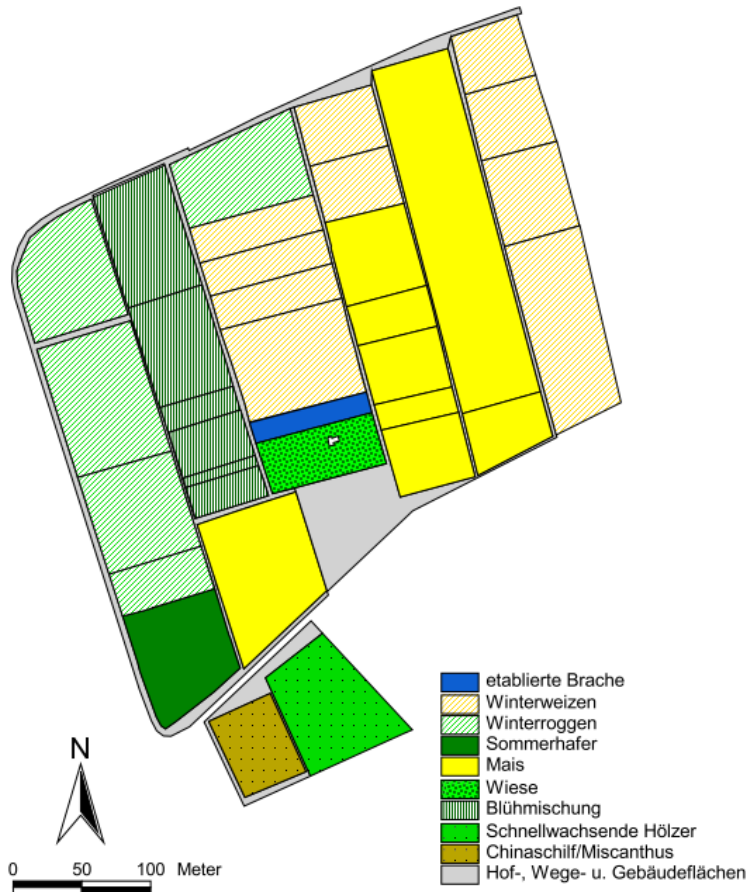 etablierte Brache
Winterweizen
Winterroggen
Sommerhafer
Mais
Wiese
Blühmischung
Schnellwachsende Hölzer
Chinaschilf/Miscanthus
Hof-, Wege- u. Gebäudeflächen
N
0 50 100 Meter